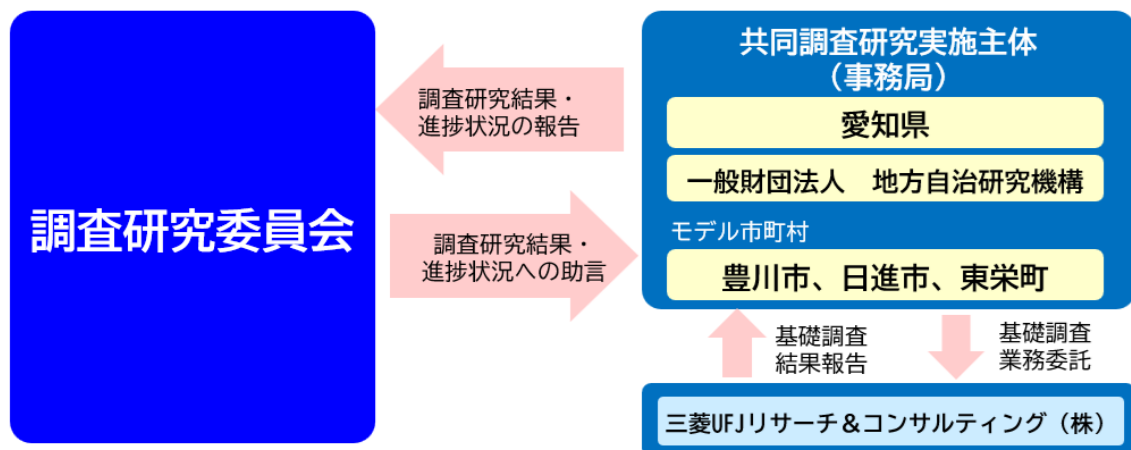 調査研究委員会
調査研究結果・
進捗状況の報告
調査研究結果・
進捗状況への助言
共同調査研究実施主体
（事務局）
愛知県
一般財団法人　地方自治研究機構
モデル市町村
豊川市、日進市、東栄町
基礎調査
結果報告
基礎調査
業務委託
三菱UFJリサーチ＆コンサルティング（株）